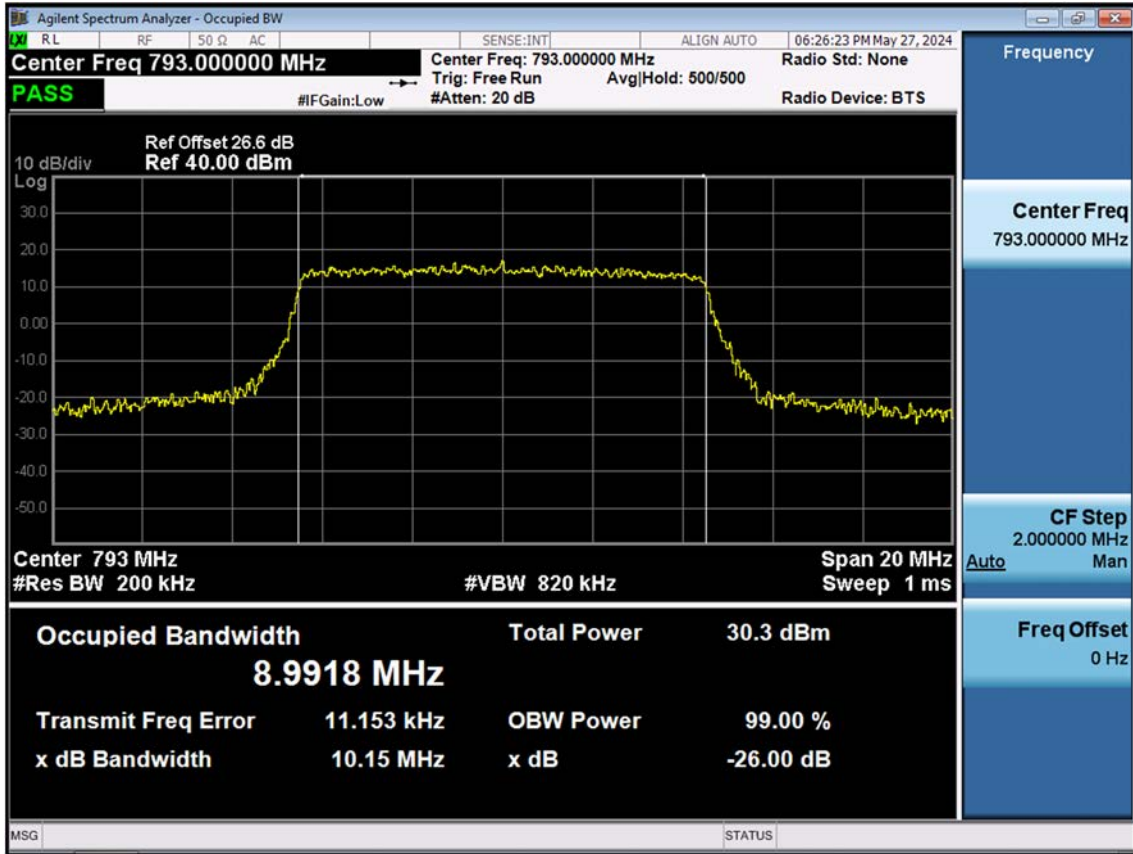 Agilent Spectrum Analyzer - Occupied BW
LXI RL RF 50 Ω AC SENSE:INT ALIGN AUTO 06:26:23 PM May 27, 2024
Center Freq 793.000000 MHz Center Freq: 793.000000 MHz Radio Std: None
Trig: Free Run Avg|Hold: 500/500
PASS #IFGain:Low #Atten: 20 dB Radio Device: BTS
Ref Offset 26.6 dB
10 dB/div Ref 40.00 dBm
Log
30.0
20.0
10.0
0.00
-10.0
-20.0
-30.0
-40.0
-50.0
Center 793 MHz Span 20 MHz
#Res BW 200 kHz #VBW 820 kHz Sweep 1 ms
Occupied Bandwidth Total Power 30.3 dBm
8.9918 MHz
Transmit Freq Error 11.153 kHz OBW Power 99.00 %
x dB Bandwidth 10.15 MHz x dB -26.00 dB
MSG STATUS
Frequency
Center Freq
793.000000 MHz
CF Step
2.000000 MHz
Auto Man
Freq Offset
0 Hz